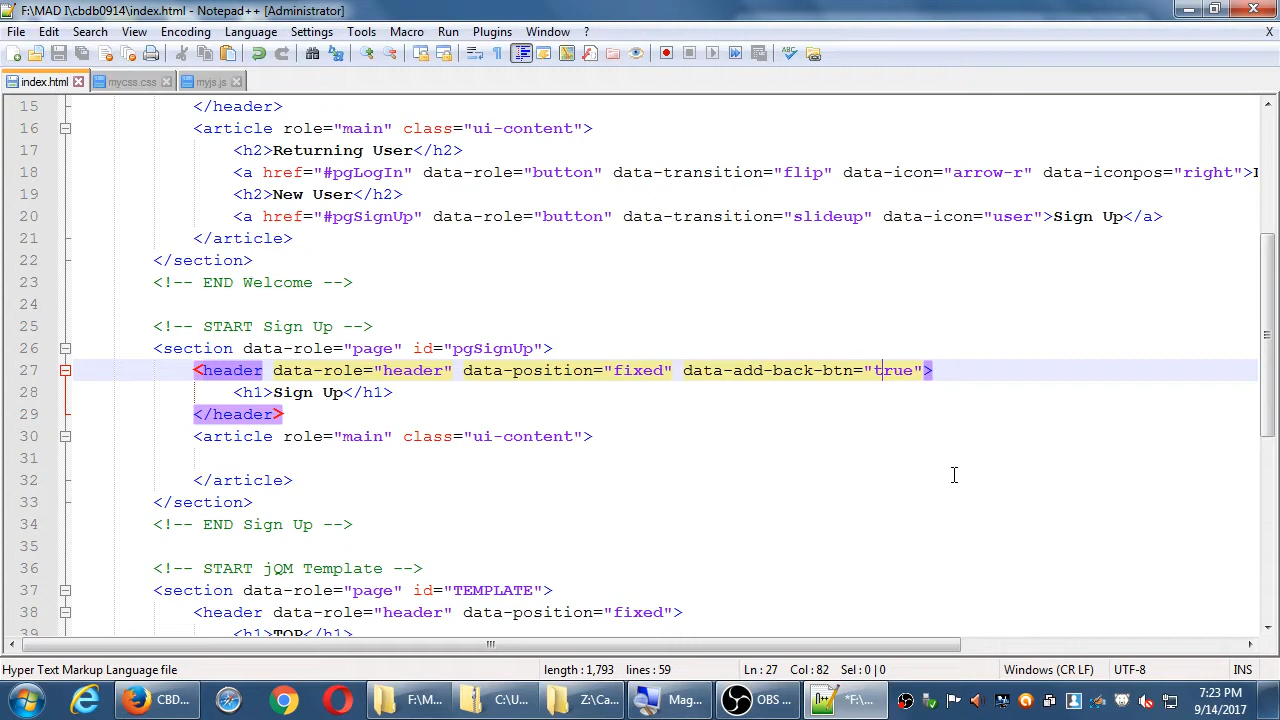 F:\MAD I\cbdb0914\index.html - Notepad++ [Administrator]
File Edit Search View Encoding Language Settings Tools Macro Run Plugins Window ? X
index.html mycss.css myjs.js
15 </header>
16 <article role="main" class="ui-content">
17 <h2>Returning User</h2>
18 <a href="#pgLogIn" data-role="button" data-transition="flip" data-icon="arrow-r" data-iconpos="right">
19 <h2>New User</h2>
20 <a href="#pgSignUp" data-role="button" data-transition="slideup" data-icon="user">Sign Up</a>
21 </article>
22 </section>
23 <!-- END Welcome -->
24
25 <!-- START Sign Up -->
26 <section data-role="page" id="pgSignUp">
27 <header data-role="header" data-position="fixed" data-add-back-btn="true">
28 <h1>Sign Up</h1>
29 </header>
30 <article role="main" class="ui-content">
31
32 </article>
33 </section>
34 <!-- END Sign Up -->
35
36 <!-- START jQM Template -->
37 <section data-role="page" id="TEMPLATE">
38 <header data-role="header" data-position="fixed">
39 <h1>TOP</h1>
Hyper Text Markup Language file length : 1,793 lines : 59 Ln : 27 Col : 82 Sel : 0 | 0 Windows (CR LF) UTF-8 INS
CBD... F:\M... C:\U... Z:\Ca... Mag... OBS ... *F:\... 7:23 PM
9/14/2017